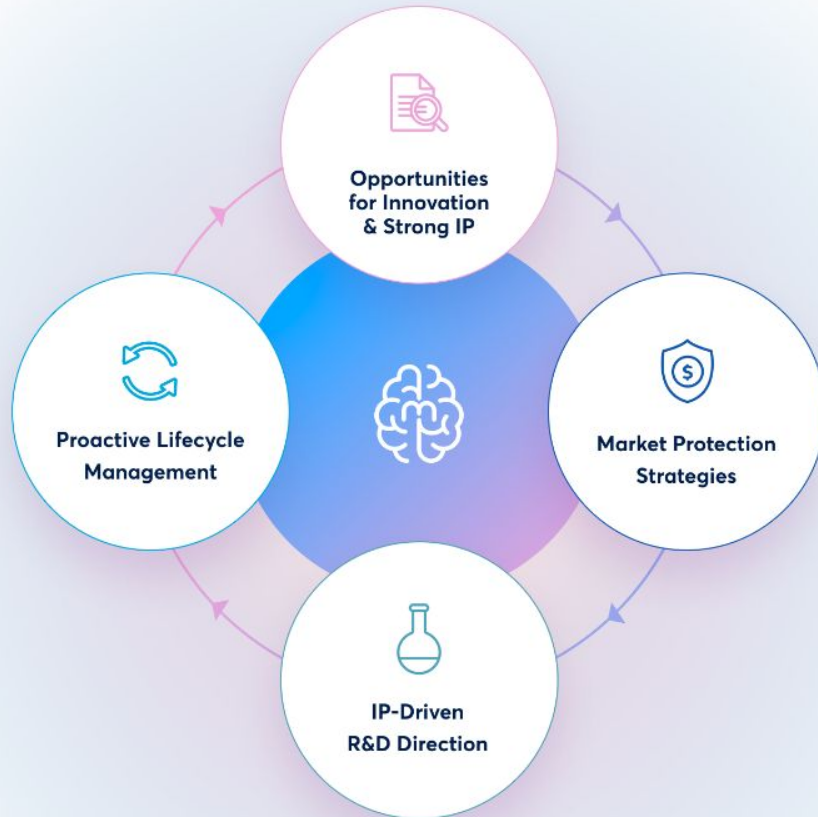 Opportunities
for Innovation
& Strong IP
Proactive Lifecycle
Management
$
Market Protection
Strategies
IP-Driven
R&D Direction